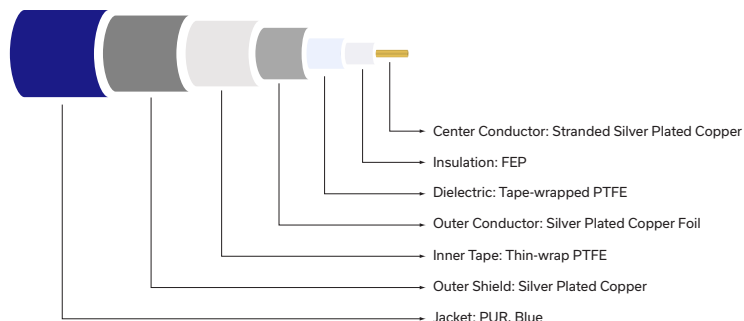 Center Conductor: Stranded Silver Plated Copper
Insulation: FEP
Dielectric: Tape-wrapped PTFE
Outer Conductor: Silver Plated Copper Foil
Inner Tape: Thin-wrap PTFE
Outer Shield: Silver Plated Copper
Jacket: PUR, Blue